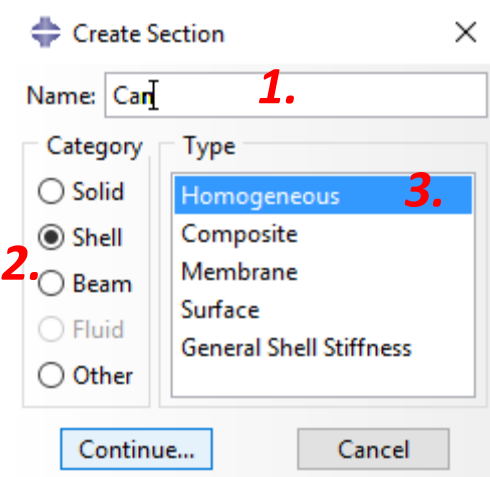 Create Section
Name: Can 1.
Category Type
Solid
Shell
2.
Beam
Fluid
Other
Homogeneous 3.
Composite
Membrane
Surface
General Shell Stiffness
Continue... Cancel